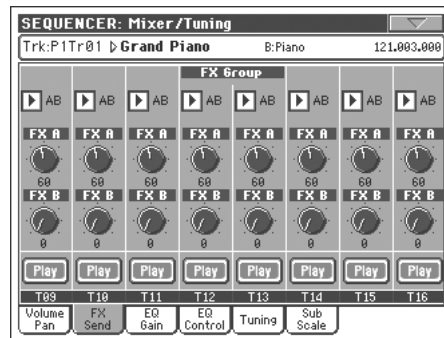 SEQUENCER: Mixer/Tuning
Trk:P1Tr01 Grand Piano B:Piano 121.003.000
FX Group
AB AB AB AB AB AB AB AB
FX A FX A FX A FX A FX A FX A FX A FX A
60 60 60 60 60 60 60 60
FX B FX B FX B FX B FX B FX B FX B FX B
0 0 0 0 0 0 0 0
Play Play Play Play Play Play Play Play
T09 T10 T11 T12 T13 T14 T15 T16
Volume Pan FX Send EQ Gain EQ Control Tuning Sub Scale